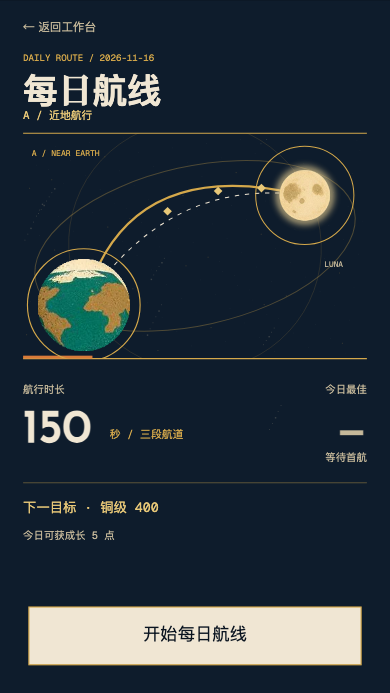 ← 返回工作台
DAILY ROUTE / 2026-11-16
每日航线
A / 近地航行
A / NEAR EARTH
LUNA
航行时长
今日最佳
150 秒 / 三段航道
—
等待首航
下一目标 · 铜级 400
今日可获成长 5 点
开始每日航线